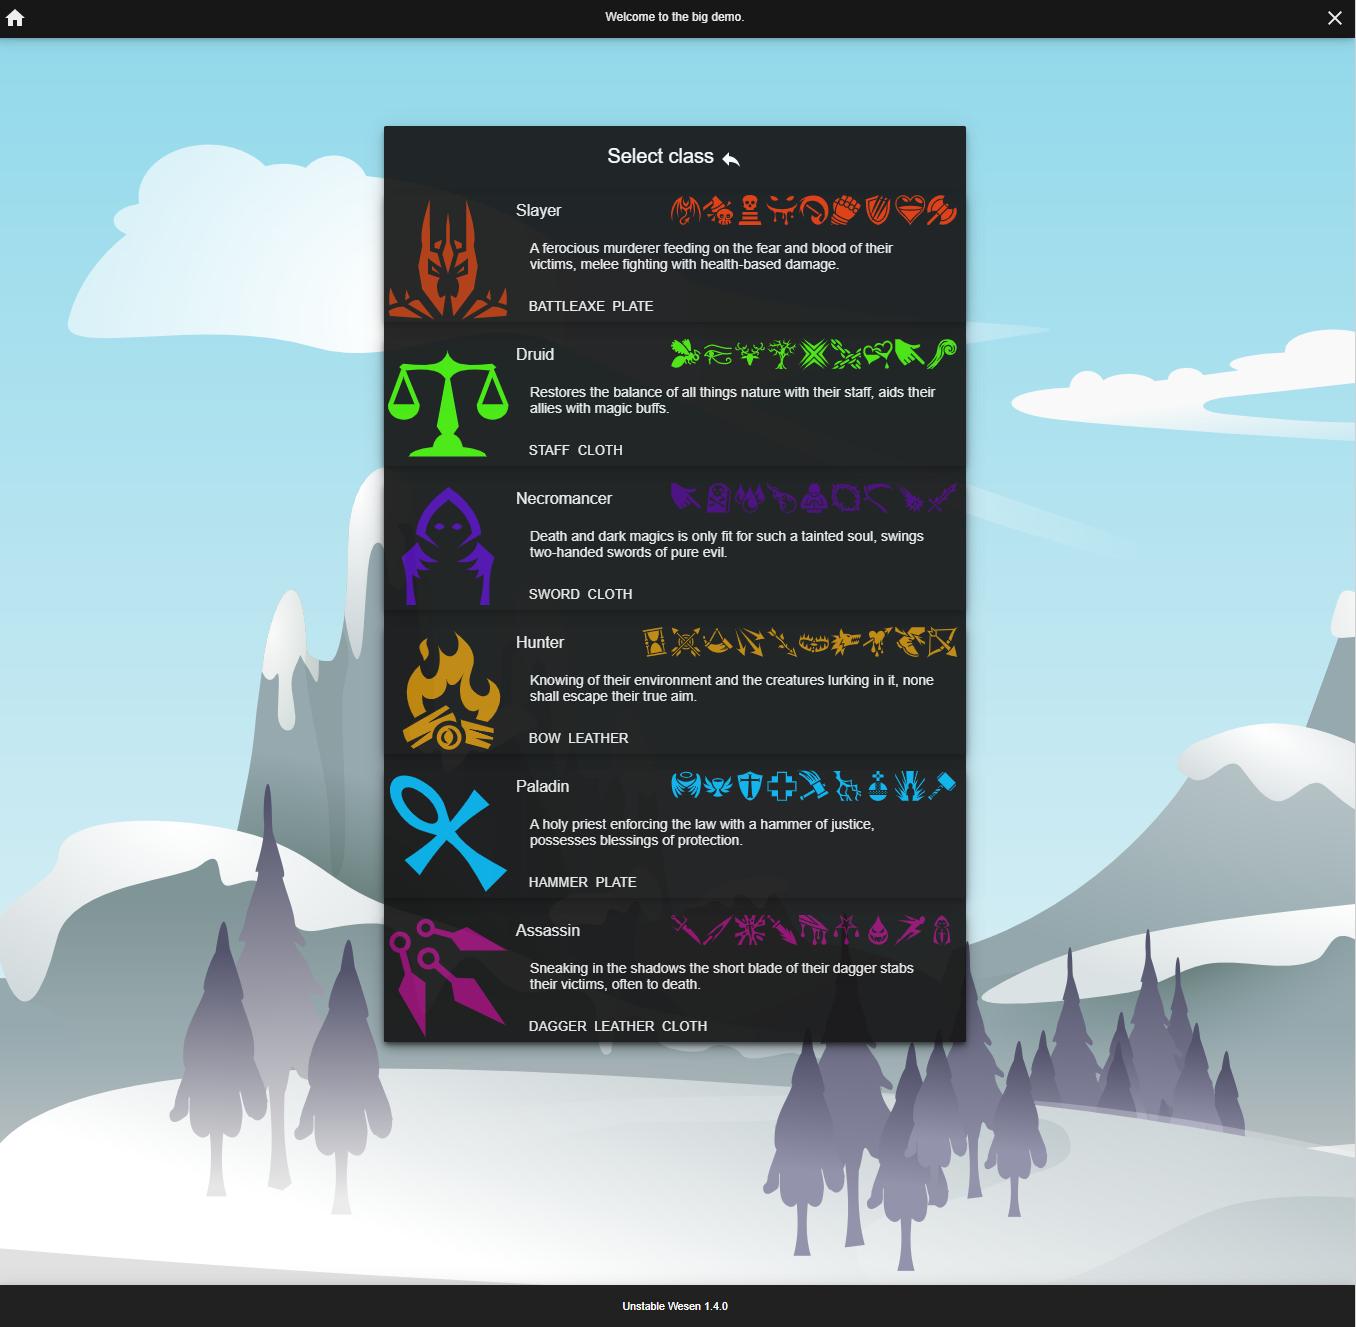 Welcome to the big demo.
Select class
Slayer
A ferocious murderer feeding on the fear and blood of their
victims, melee fighting with health-based damage.
BATTLEAXE PLATE
Druid
Restores the balance of all things nature with their staff, aids their
allies with magic buffs.
STAFF CLOTH
Necromancer
Death and dark magics is only fit for such a tainted soul, swings
two-handed swords of pure evil.
SWORD CLOTH
Hunter
Knowing of their environment and the creatures lurking in it, none
shall escape their true aim.
BOW LEATHER
Paladin
A holy priest enforcing the law with a hammer of justice,
possesses blessings of protection.
HAMMER PLATE
Assassin
Sneaking in the shadows the short blade of their dagger stabs
their victims, often to death.
DAGGER LEATHER CLOTH
Unstable Wesen 1.4.0